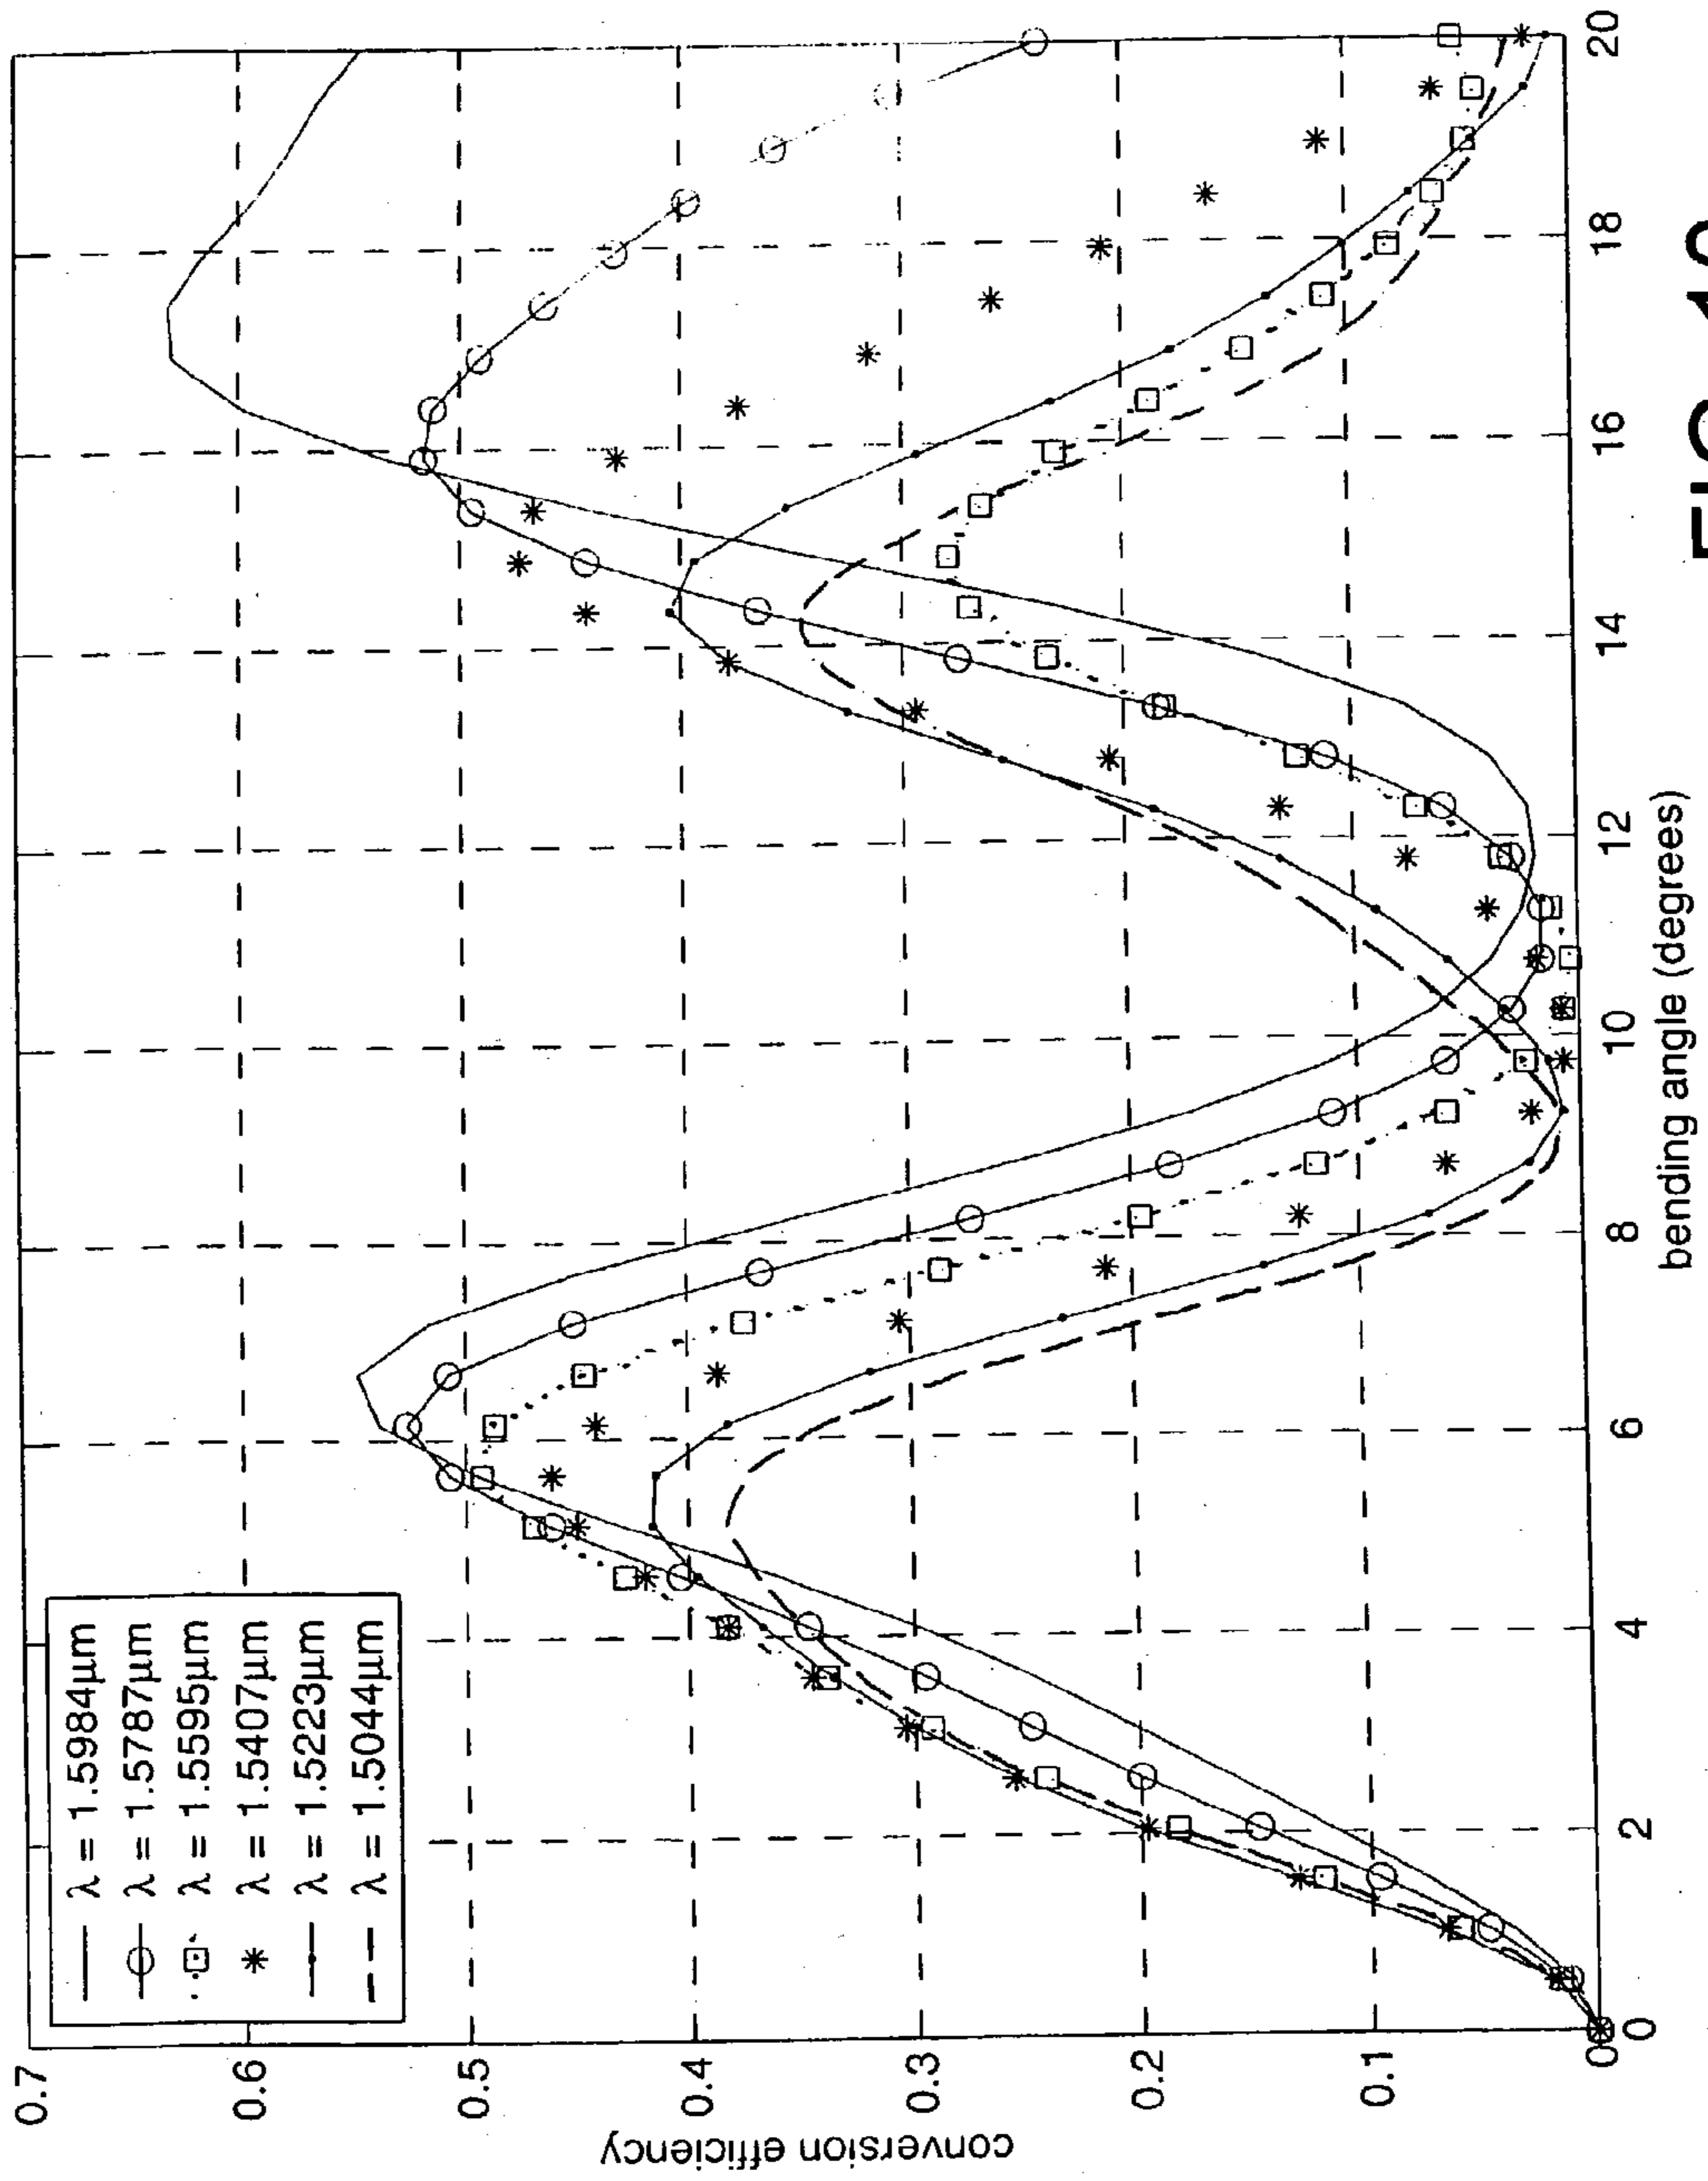 λ = 1.5984μm
λ = 1.5787μm
λ = 1.5595μm
λ = 1.5407μm
λ = 1.5223μm
λ = 1.5044μm
0.7
0.6
0.5
0.4
0.3
0.2
0.1
0
conversion efficiency
0
2
4
6
8
10
12
14
16
18
20
bending angle (degrees)